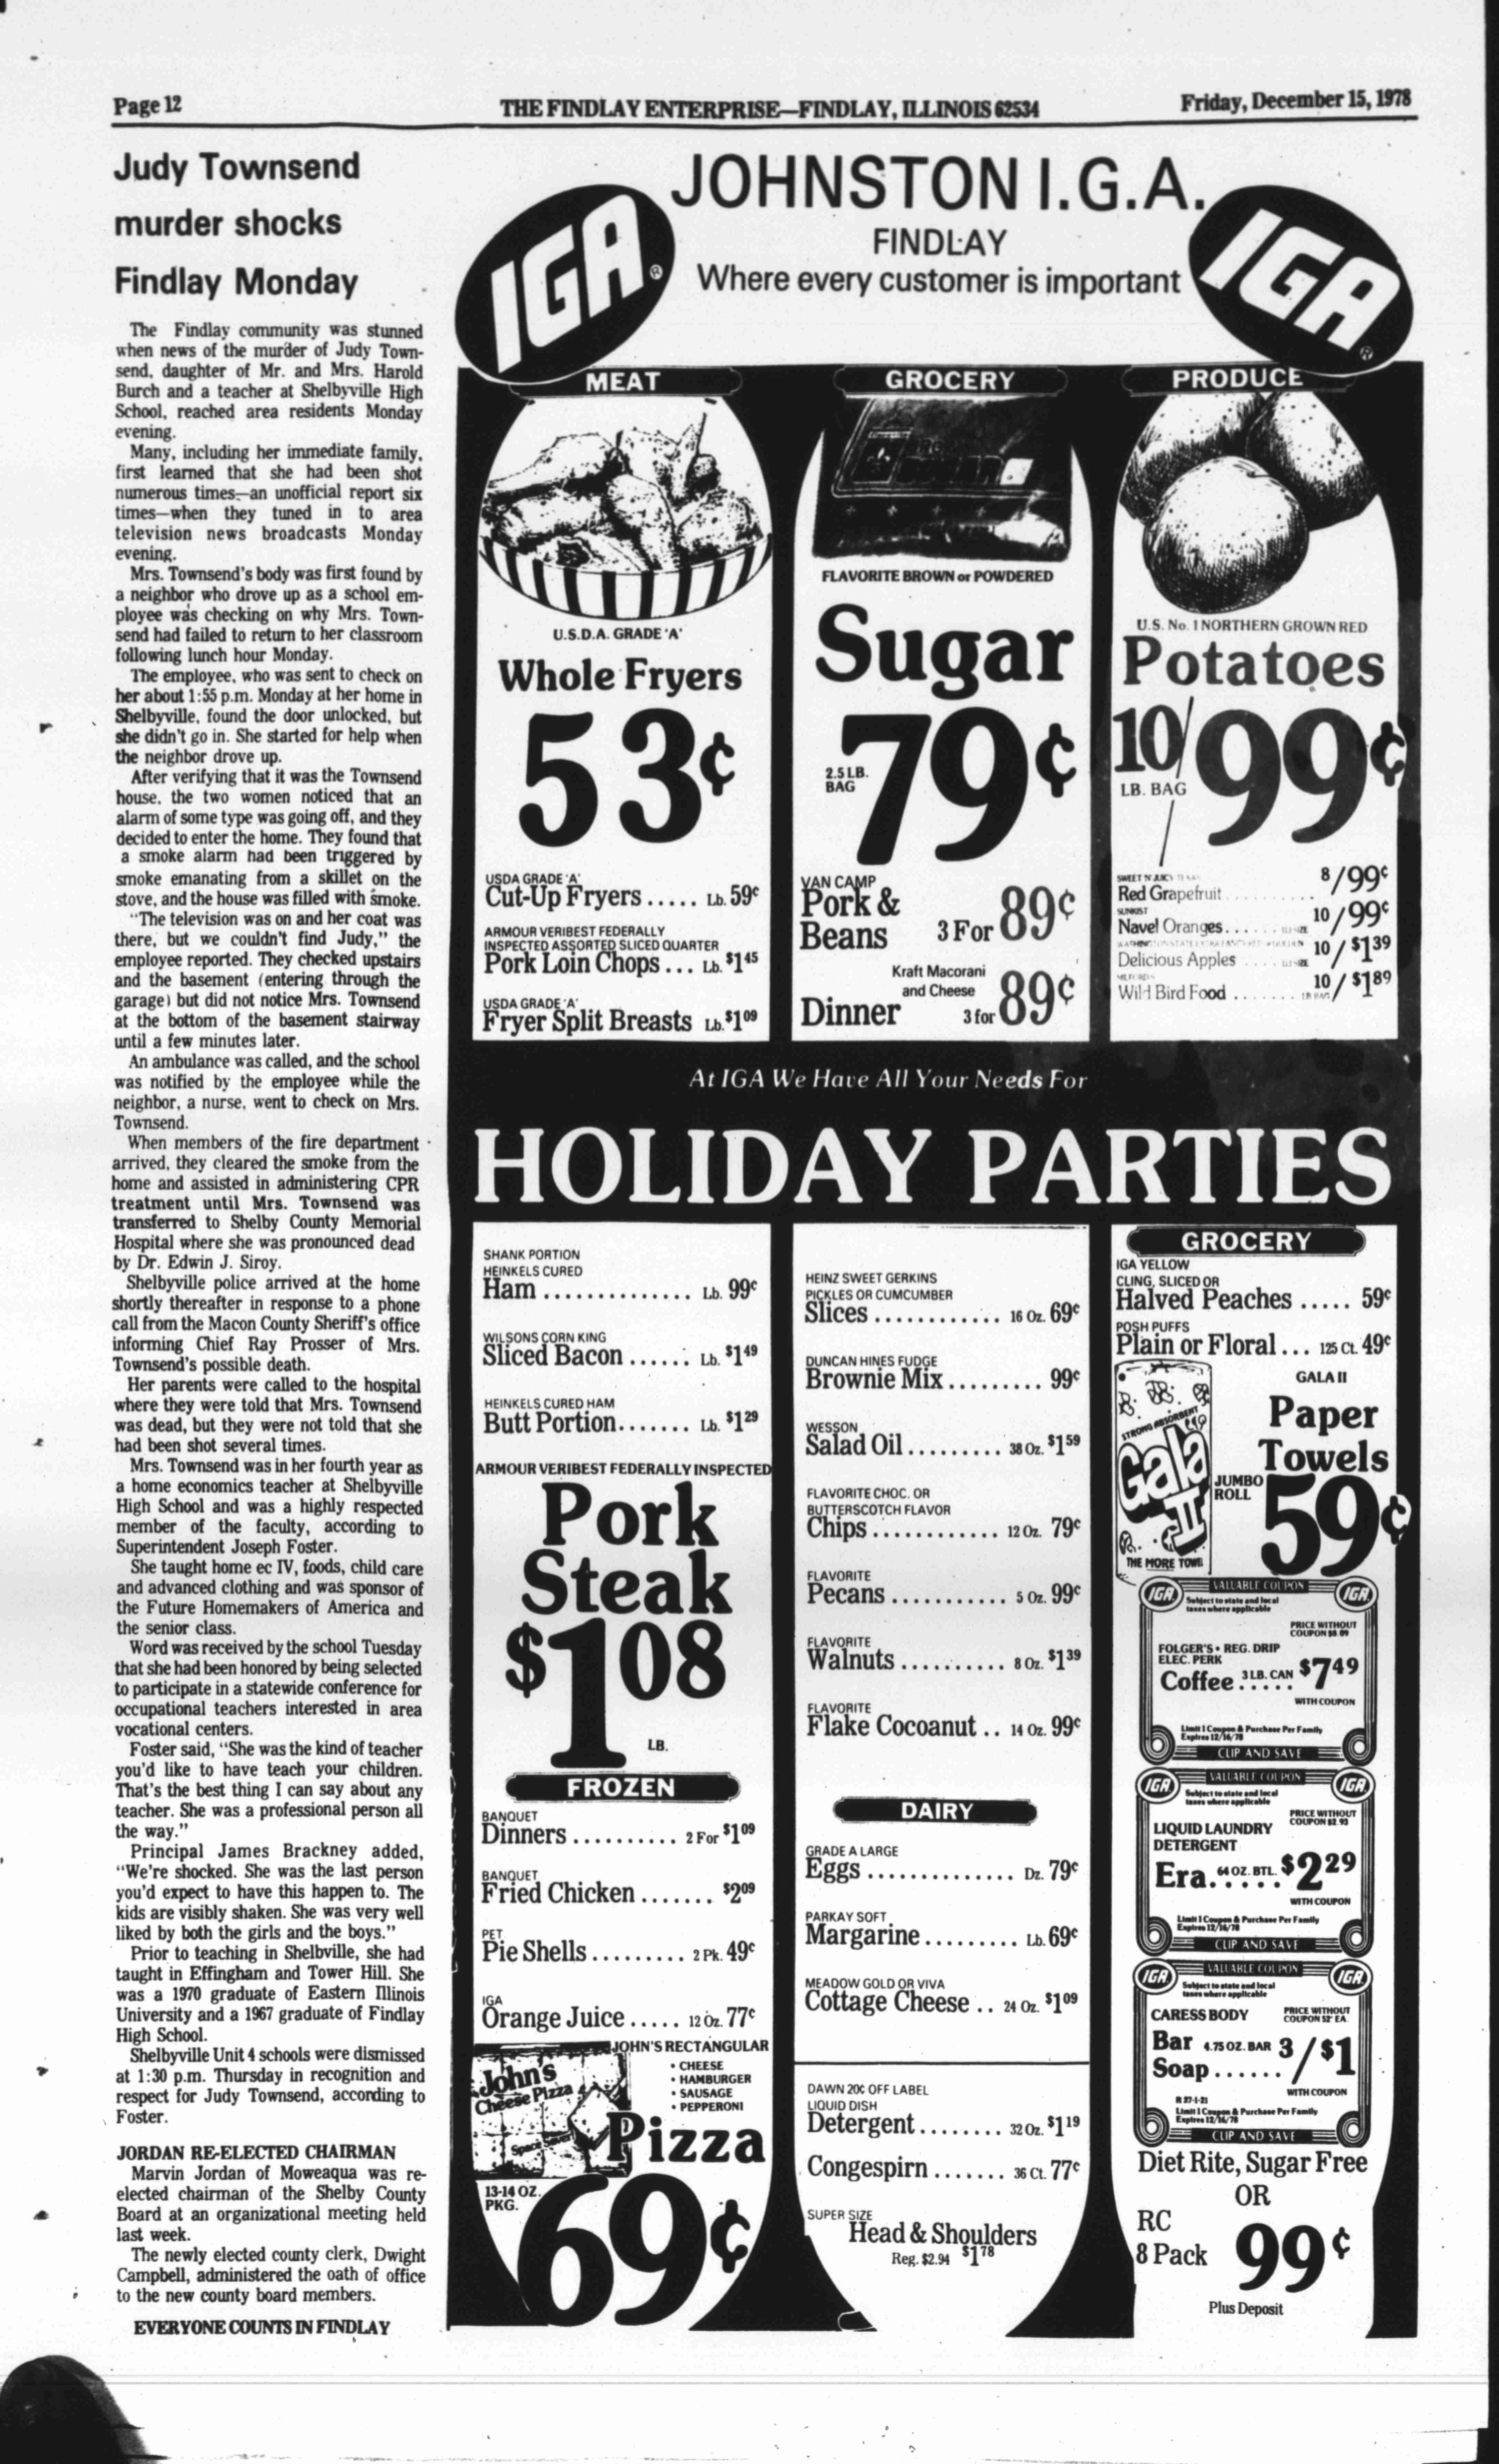 Page 12
THE FINDLAY ENTERPRISE—FINDLAY, ILLINOIS 62534
Friday, December 15, 1978
Judy Townsend
murder shocks
Findlay Monday
The Findlay community was stunned
when news of the murder of Judy Town-
send, daughter of Mr. and Mrs. Harold
Burch and a teacher at Shelbyville High
School, reached area residents Monday
evening.
Many, including her immediate family,
first learned that she had been shot
numerous times—an unofficial report six
times—when they tuned in to area
television news broadcasts Monday
evening.
Mrs. Townsend's body was first found by
a neighbor who drove up as a school em-
ployee was checking on why Mrs. Town-
send had failed to return to her classroom
following lunch hour Monday.
The employee, who was sent to check on
her about 1:55 p.m. Monday at her home in
Shelbyville, found the door unlocked, but
she didn't go in. She started for help when
the neighbor drove up.
After verifying that it was the Townsend
house, the two women noticed that an
alarm of some type was going off, and they
decided to enter the home. They found that
a smoke alarm had been triggered by
smoke emanating from a skillet on the
stove, and the house was filled with smoke.
"The television was on and her coat was
there, but we couldn't find Judy," the
employee reported. They checked upstairs
and the basement (entering through the
garage) but did not notice Mrs. Townsend
at the bottom of the basement stairway
until a few minutes later.
An ambulance was called, and the school
was notified by the employee while the
neighbor, a nurse, went to check on Mrs.
Townsend.
When members of the fire department
arrived, they cleared the smoke from the
home and assisted in administering CPR
treatment until Mrs. Townsend was
transferred to Shelby County Memorial
Hospital where she was pronounced dead
by Dr. Edwin J. Siroy.
Shelbyville police arrived at the home
shortly thereafter in response to a phone
call from the Macon County Sheriff's office
informing Chief Ray Prosser of Mrs.
Townsend's possible death.
Her parents were called to the hospital
where they were told that Mrs. Townsend
was dead, but they were not told that she
had been shot several times.
Mrs. Townsend was in her fourth year as
a home economics teacher at Shelbyville
High School and was a highly respected
member of the faculty, according to
Superintendent Joseph Foster.
She taught home ec IV, foods, child care
and advanced clothing and was sponsor of
the Future Homemakers of America and
the senior class.
Word was received by the school Tuesday
that she had been honored by being selected
to participate in a statewide conference for
occupational teachers interested in area
vocational centers.
Foster said, "She was the kind of teacher
you'd like to have teach your children.
That's the best thing I can say about any
teacher. She was a professional person all
the way."
Principal James Brackney added,
"We're shocked. She was the last person
you'd expect to have this happen to. The
kids are visibly shaken. She was very well
liked by both the girls and the boys."
Prior to teaching in Shelbville, she had
taught in Effingham and Tower Hill. She
was a 1970 graduate of Eastern Illinois
University and a 1967 graduate of Findlay
High School.
Shelbyville Unit 4 schools were dismissed
at 1:30 p.m. Thursday in recognition and
respect for Judy Townsend, according to
Foster.
JORDAN RE-ELECTED CHAIRMAN
Marvin Jordan of Moweaqua was re-
elected chairman of the Shelby County
Board at an organizational meeting held
last week.
The newly elected county clerk, Dwight
Campbell, administered the oath of office
to the new county board members.
EVERYONE COUNTS IN FINDLAY
JOHNSTON I.G.A.
FINDLAY
Where every customer is important
IGA®
IGA®
MEAT
U.S.D.A. GRADE 'A'
Whole Fryers
53¢
USDA GRADE 'A'
Cut-Up Fryers ..... Lb. 59¢
ARMOUR VERIBEST FEDERALLY
INSPECTED ASSORTED SLICED QUARTER
Pork Loin Chops ... Lb. $1 45
USDA GRADE 'A'
Fryer Split Breasts Lb. $1 09
GROCERY
FLAVORITE BROWN or POWDERED
Sugar
2.5 LB.
BAG
79¢
VAN CAMP
Pork &
Beans 3 For 89¢
Kraft Macorani
and Cheese
Dinner 3 for 89¢
PRODUCE
U.S. No. 1 NORTHERN GROWN RED
Potatoes
10/ 99¢
LB. BAG
SWEET N' JUICY
Red Grapefruit 8/99¢
SUNKIST
Navel Oranges 10/99¢
Delicious Apples 10/$1 39
Wild Bird Food 10/$1 89
At IGA We Have All Your Needs For
HOLIDAY PARTIES
SHANK PORTION
HEINKELS CURED
Ham .............. Lb. 99¢
WILSONS CORN KING
Sliced Bacon ...... Lb. $1 49
HEINKELS CURED HAM
Butt Portion....... Lb. $1 29
ARMOUR VERIBEST FEDERALLY INSPECTED
Pork
Steak
$1 08
LB.
FROZEN
BANQUET
Dinners .......... 2 For $1 09
BANQUET
Fried Chicken ....... $2 09
PET
Pie Shells ......... 2 Pk. 49¢
IGA
Orange Juice ..... 12 Oz. 77¢
JOHN'S RECTANGULAR
• CHEESE
• HAMBURGER
• SAUSAGE
• PEPPERONI
John's
Cheese Pizza
Pizza
13-14 OZ.
PKG.
69¢
HEINZ SWEET GERKINS
PICKLES OR CUMCUMBER
Slices ............ 16 Oz. 69¢
DUNCAN HINES FUDGE
Brownie Mix ......... 99¢
WESSON
Salad Oil ......... 38 Oz. $1 59
FLAVORITE CHOC. OR
BUTTERSCOTCH FLAVOR
Chips ............ 12 Oz. 79¢
FLAVORITE
Pecans ........... 5 Oz. 99¢
FLAVORITE
Walnuts .......... 8 Oz. $1 39
FLAVORITE
Flake Cocoanut .. 14 Oz. 99¢
DAIRY
GRADE A LARGE
Eggs .............. Dz. 79¢
PARKAY SOFT
Margarine ......... Lb. 69¢
MEADOW GOLD OR VIVA
Cottage Cheese .. 24 Oz. $1 09
DAWN 20¢ OFF LABEL
LIQUID DISH
Detergent ........ 32 Oz. $1 19
Congespirn ....... 36 Ct. 77¢
SUPER SIZE
Head & Shoulders
Reg. $2.94 $1 78
GROCERY
IGA YELLOW
CLING, SLICED OR
Halved Peaches ..... 59¢
POSH PUFFS
Plain or Floral ... 125 Ct. 49¢
STRONG ABSORBENT
Gala
II
THE MORE TOWEL
GALA II
Paper
Towels
JUMBO
ROLL
59¢
IGA VALUABLE COUPON IGA
Subject to state and local
taxes where applicable
PRICE WITHOUT
COUPON $8.09
FOLGER'S • REG. DRIP
ELEC. PERK
Coffee ..... 3 LB. CAN $7 49
WITH COUPON
Limit 1 Coupon & Purchase Per Family
Expires 12/16/78
CLIP AND SAVE
IGA VALUABLE COUPON IGA
Subject to state and local
taxes where applicable
PRICE WITHOUT
COUPON $2.93
LIQUID LAUNDRY
DETERGENT
Era ..... 64 OZ. BTL. $2 29
WITH COUPON
Limit 1 Coupon & Purchase Per Family
Expires 12/16/78
CLIP AND SAVE
IGA VALUABLE COUPON IGA
Subject to state and local
taxes where applicable
CARESS BODY
PRICE WITHOUT
COUPON 52¢ EA.
Bar 4.75 OZ. BAR 3/$1
Soap ......
WITH COUPON
R 27-1-21
Limit 1 Coupon & Purchase Per Family
Expires 12/16/78
CLIP AND SAVE
Diet Rite, Sugar Free
OR
RC
8 Pack 99¢
Plus Deposit